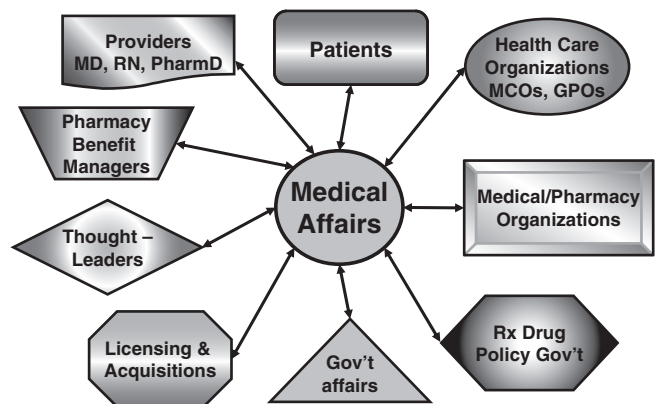 Providers
MD, RN, PharmD
Patients
Health Care
Organizations
MCOs, GPOs
Pharmacy
Benefit
Managers
Medical
Affairs
Medical/Pharmacy
Organizations
Thought –
Leaders
Licensing &
Acquisitions
Gov't
affairs
Rx Drug
Policy Gov't